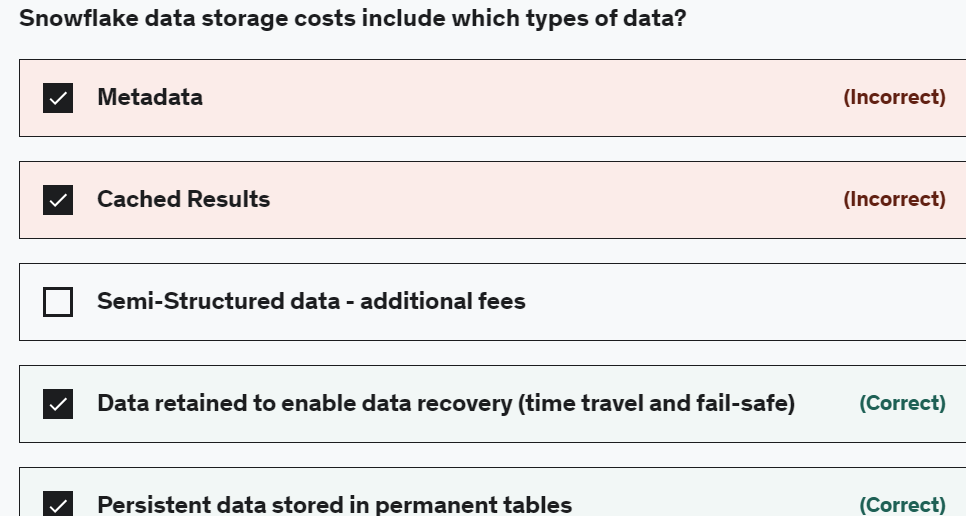 Snowflake data storage costs include which types of data?
Metadata (Incorrect)
Cached Results (Incorrect)
Semi-Structured data - additional fees
Data retained to enable data recovery (time travel and fail-safe) (Correct)
Persistent data stored in permanent tables (Correct)